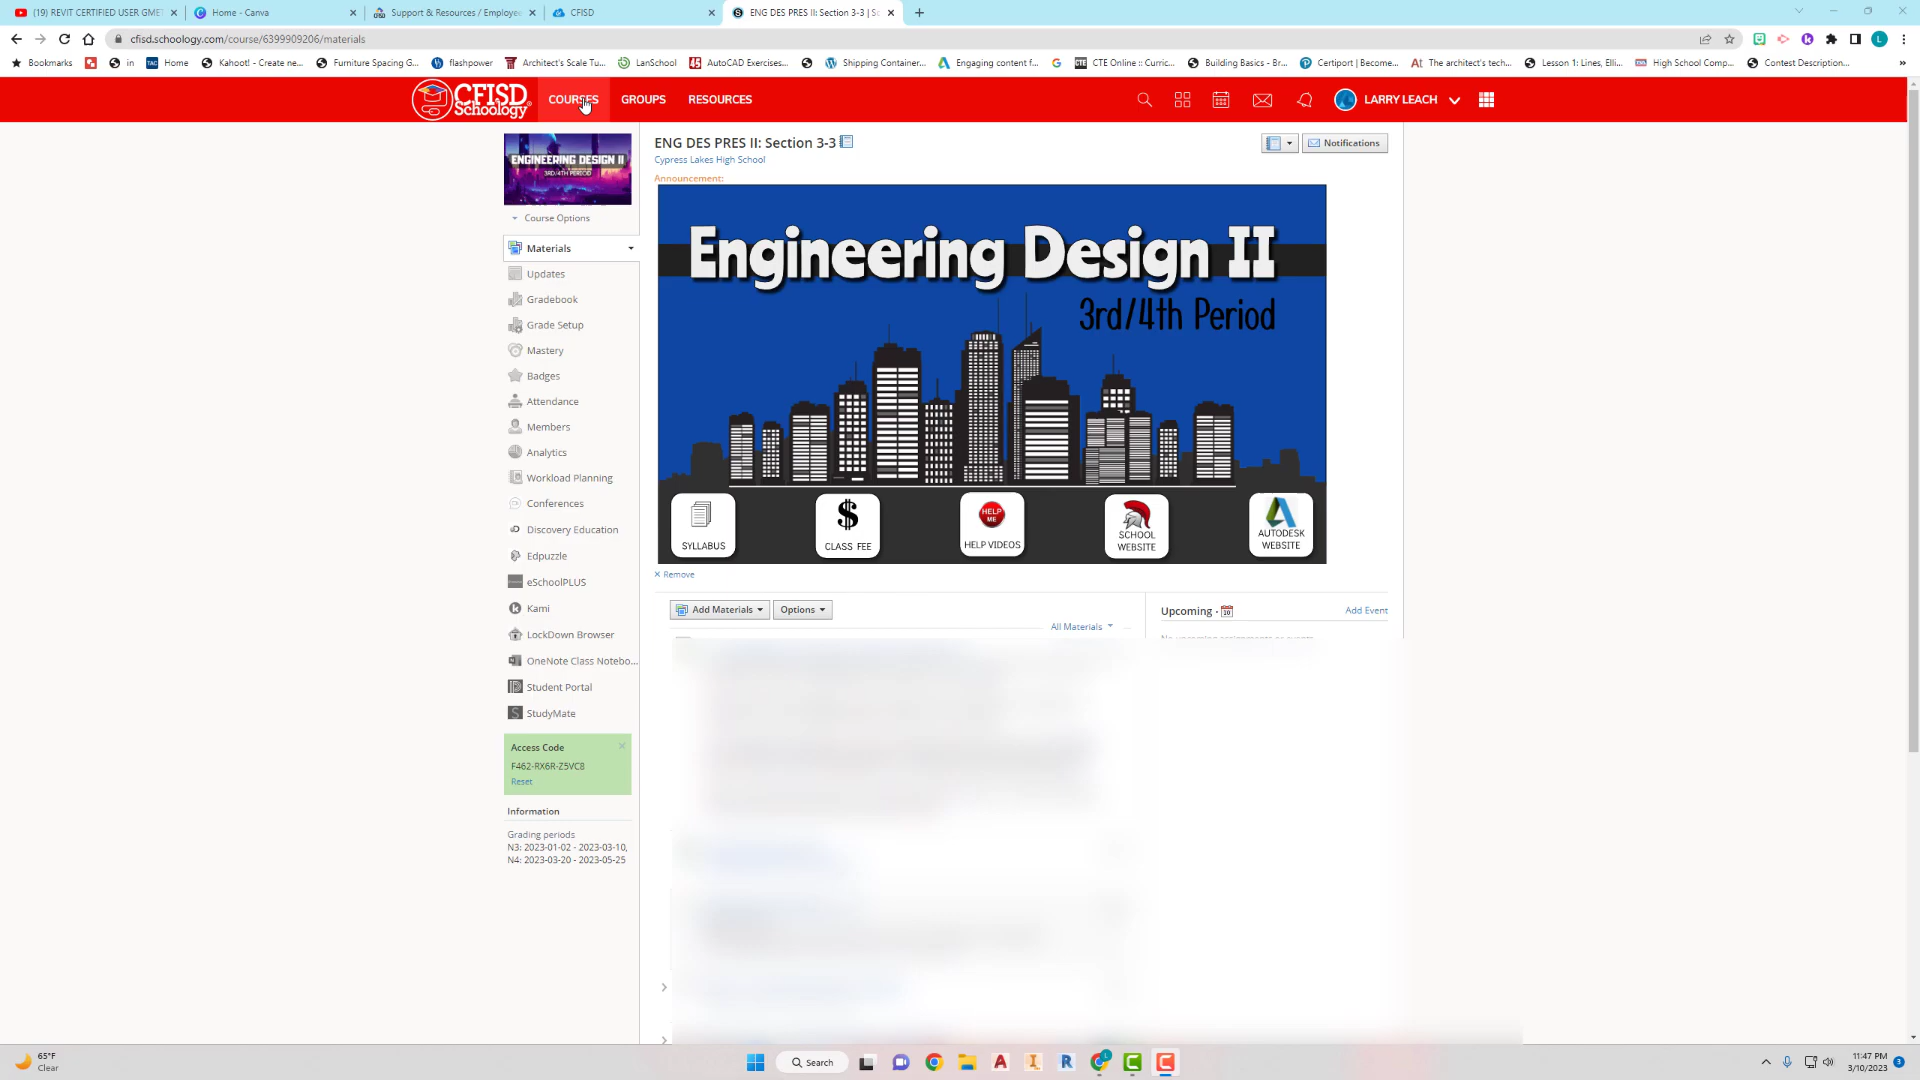 (19) REVIT CERTIFIED USER GMET
Home - Canva
Support & Resources / Employee
CFISD
ENG DES PRES II: Section 3-3 | Sc
cfisd.schoology.com/course/6399909206/materials
Bookmarks
in
Home
Kahoot! - Create ne...
Furniture Spacing G...
flashpower
Architect's Scale Tu...
LanSchool
AutoCAD Exercises...
Shipping Container...
Engaging content f...
CTE Online :: Curric...
Building Basics - Br...
Certiport | Become...
The architect's tech...
Lesson 1: Lines, Elli...
High School Comp...
Contest Description...
CFISD
Schoology
COURSES
GROUPS
RESOURCES
LARRY LEACH
ENGINEERING DESIGN II
3RD/4TH PERIOD
Course Options
Materials
Updates
Gradebook
Grade Setup
Mastery
Badges
Attendance
Members
Analytics
Workload Planning
Conferences
Discovery Education
Edpuzzle
eSchoolPLUS
Kami
LockDown Browser
OneNote Class Notebo...
Student Portal
StudyMate
Access Code
F462-RX6R-Z5VC8
Reset
Information
Grading periods
N3: 2023-01-02 - 2023-03-10,
N4: 2023-03-20 - 2023-05-25
ENG DES PRES II: Section 3-3
Cypress Lakes High School
Notifications
Announcement:
Engineering Design II
3rd/4th Period
SYLLABUS
CLASS FEE
HELP ME
HELP VIDEOS
SCHOOL WEBSITE
AUTODESK WEBSITE
Remove
Add Materials
Options
All Materials
Upcoming ·
Add Event
65°F
Clear
Search
11:47 PM
3/10/2023
3